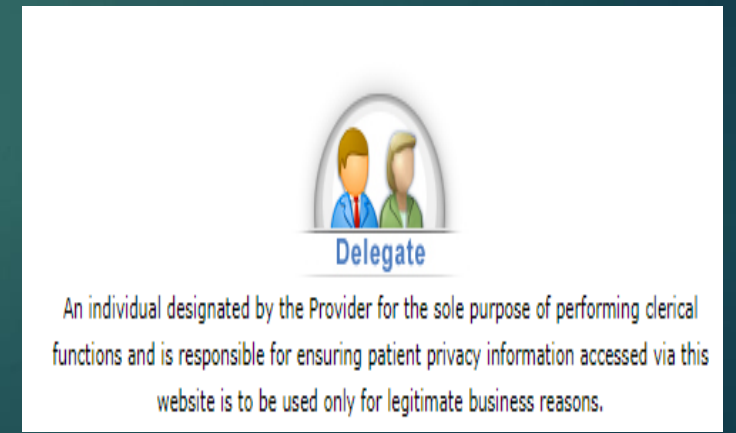 Delegate
An individual designated by the Provider for the sole purpose of performing clerical
functions and is responsible for ensuring patient privacy information accessed via this
website is to be used only for legitimate business reasons.